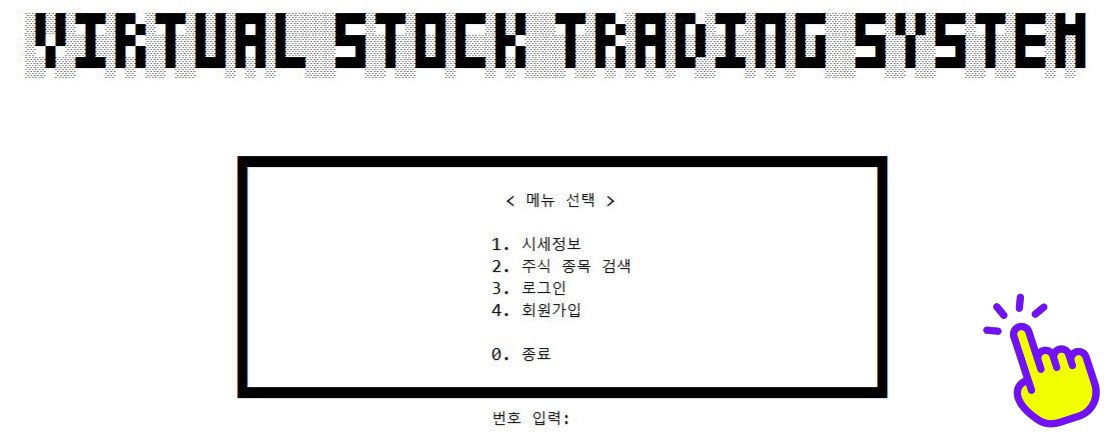 VIRTUAL STOCK TRADING SYSTEM
< 메뉴 선택 >
1. 시세정보
2. 주식 종목 검색
3. 로그인
4. 회원가입
0. 종료
번호 입력: